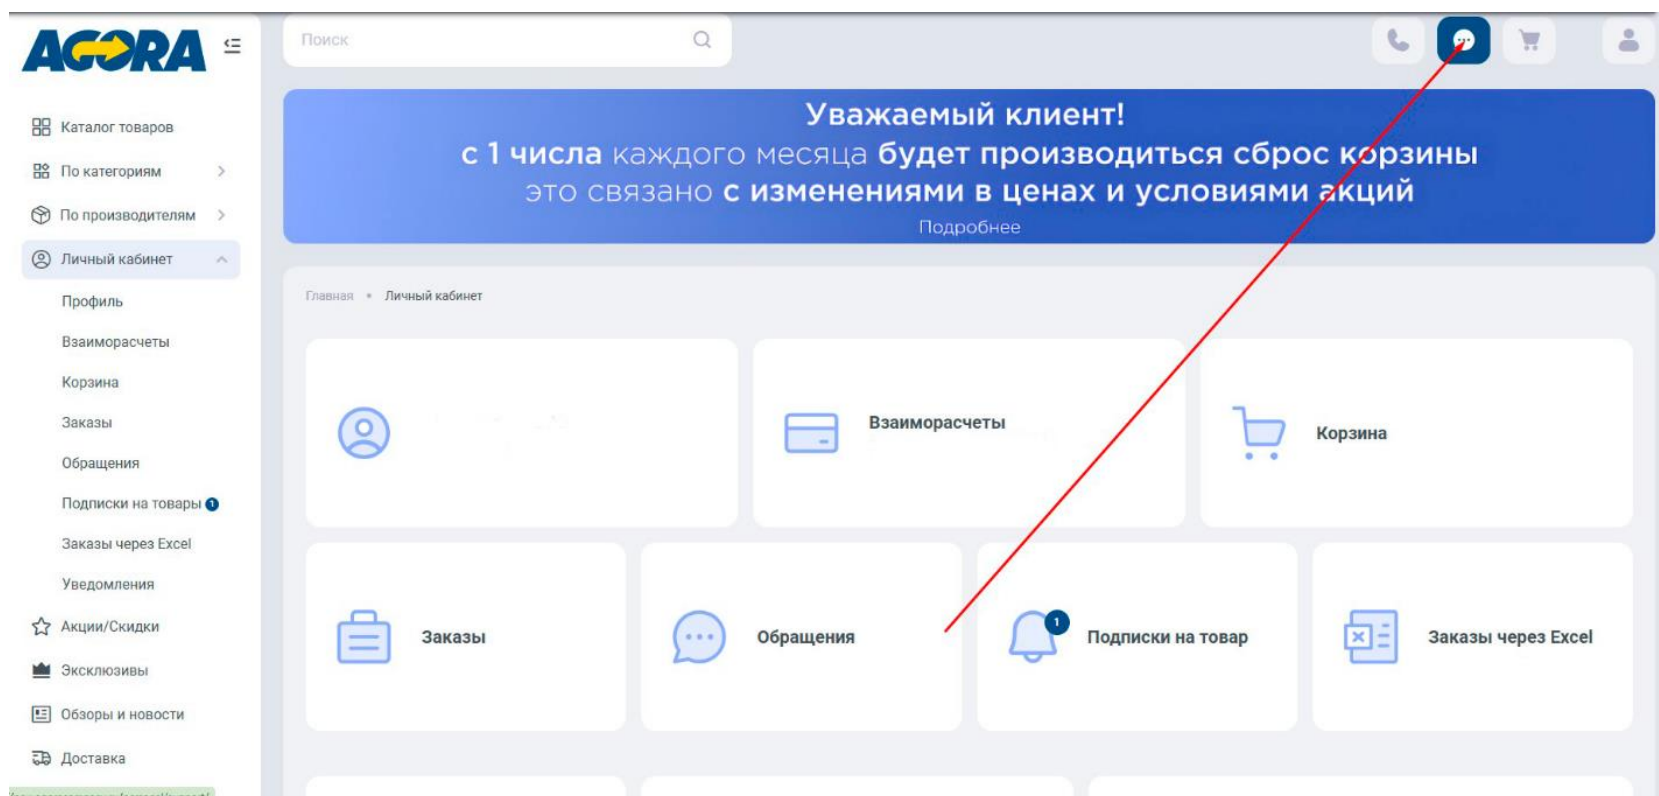 AGORA
Поиск
Каталог товаров
По категориям
По производителям
Личный кабинет
Профиль
Взаиморасчеты
Корзина
Заказы
Обращения
Подписки на товары 1
Заказы через Excel
Уведомления
Акции/Скидки
Эксклюзивы
Обзоры и новости
Доставка
Уважаемый клиент!
с 1 числа каждого месяца будет производиться сброс корзины
это связано с изменениями в ценах и условиями акций
Подробнее
Главная • Личный кабинет
Взаиморасчеты
Корзина
Заказы
Обращения
1
Подписки на товар
Заказы через Excel